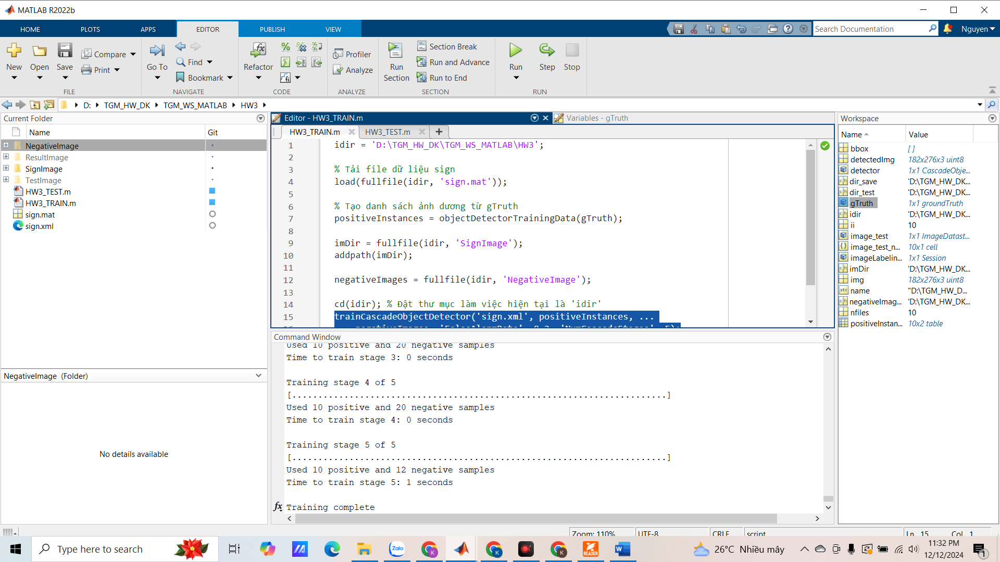 MATLAB R2022b
HOME PLOTS APPS EDITOR PUBLISH VIEW
Search Documentation
Nguyen
New Open Save Compare Print
FILE
Go To Find Bookmark
NAVIGATE
Refactor
CODE
Profiler
Analyze
ANALYZE
Run Section
Section Break
Run and Advance
Run to End
SECTION
Run Step Stop
RUN
D: TGM_HW_DK TGM_WS_MATLAB HW3
Current Folder
Name Git
NegativeImage
ResultImage
SignImage
TestImage
HW3_TEST.m
HW3_TRAIN.m
sign.mat
sign.xml
NegativeImage (Folder)
No details available
Editor - HW3_TRAIN.m
Variables - gTruth
HW3_TRAIN.m HW3_TEST.m
1 idir = 'D:\TGM_HW_DK\TGM_WS_MATLAB\HW3';
2
3 % Tải file dữ liệu sign
4 load(fullfile(idir, 'sign.mat'));
5
6 % Tạo danh sách ảnh dương từ gTruth
7 positiveInstances = objectDetectorTrainingData(gTruth);
8
9 imDir = fullfile(idir, 'SignImage');
10 addpath(imDir);
11
12 negativeImages = fullfile(idir, 'NegativeImage');
13
14 cd(idir); % Đặt thư mục làm việc hiện tại là 'idir'
15 trainCascadeObjectDetector('sign.xml', positiveInstances, ...
Command Window
Used 10 positive and 20 negative samples
Time to train stage 3: 0 seconds
Training stage 4 of 5
[........................................................................]
Used 10 positive and 20 negative samples
Time to train stage 4: 0 seconds
Training stage 5 of 5
[........................................................................]
Used 10 positive and 12 negative samples
Time to train stage 5: 1 seconds
fx Training complete
Workspace
Name Value
bbox []
detectedImg 182x276x3 uint8
detector 1x1 CascadeObje...
dir_save 'D:\TGM_HW_DK...
dir_test 'D:\TGM_HW_DK...
gTruth 1x1 groundTruth
idir 'D:\TGM_HW_DK...
ii 10
image_test 1x1 ImageDatast...
image_test_n... 10x1 cell
imageLabelin... 1x1 Session
imDir 'D:\TGM_HW_DK...
img 182x276x3 uint8
name "D:\TGM_HW_D...
negativeImag... 'D:\TGM_HW_DK...
nfiles 10
positiveInstan... 10x2 table
Zoom: 110% UTF-8 CRLF script Ln 15 Col 1
Type here to search
Zalo
READER
26°C Nhiều mây
11:32 PM
12/12/2024
1